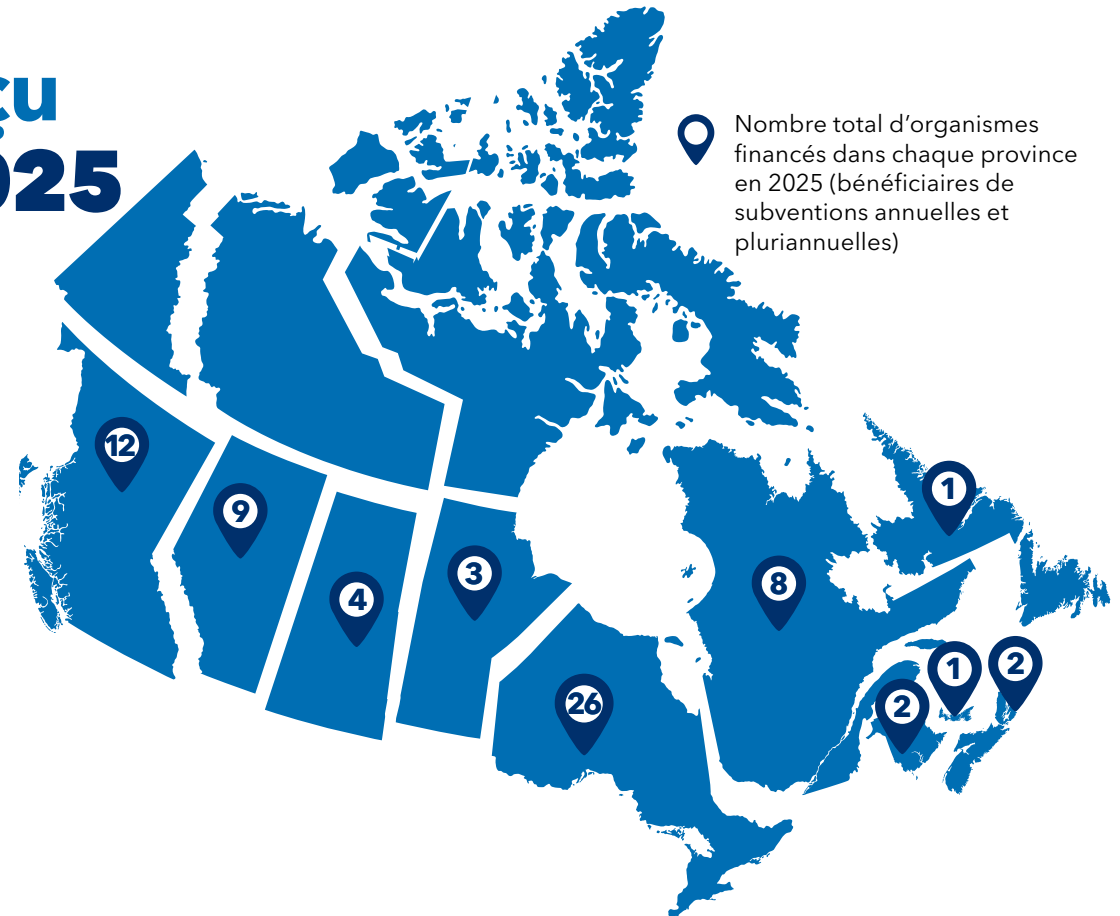 çu
025
Nombre total d’organismes
financés dans chaque province
en 2025 (bénéficiaires de
subventions annuelles et
pluriannuelles)
12
9
4
3
26
8
1
1
2
2